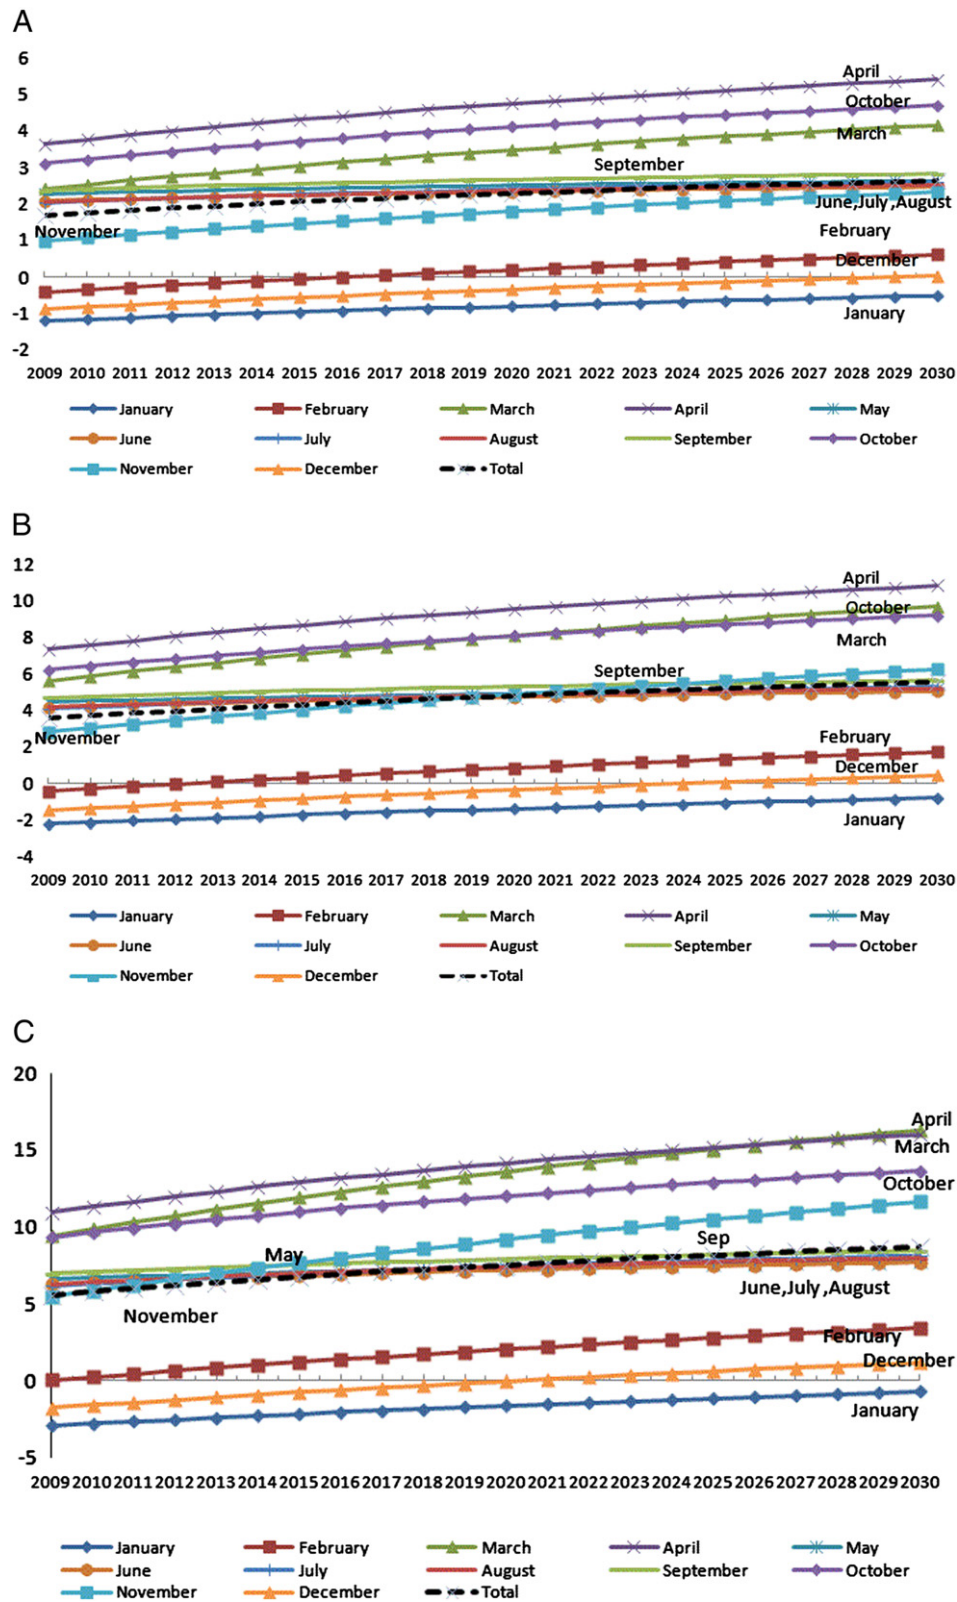 A
6
April
5
October
4
March
3
September
2
June,July,August
November
1
February
0
December
-1
January
-2
2009 2010 2011 2012 2013 2014 2015 2016 2017 2018 2019 2020 2021 2022 2023 2024 2025 2026 2027 2028 2029 2030
January February March April May
June July August September October
November December Total
B
12
April
10
October
8
March
6
September
4
November
2
February
December
0
-2
January
-4
2009 2010 2011 2012 2013 2014 2015 2016 2017 2018 2019 2020 2021 2022 2023 2024 2025 2026 2027 2028 2029 2030
January February March April May
June July August September October
November December Total
C
20
April
15
March
October
10
May
Sep
5
June,July,August
November
February
December
0
January
-5
2009 2010 2011 2012 2013 2014 2015 2016 2017 2018 2019 2020 2021 2022 2023 2024 2025 2026 2027 2028 2029 2030
January February March April May
June July August September October
November December Total